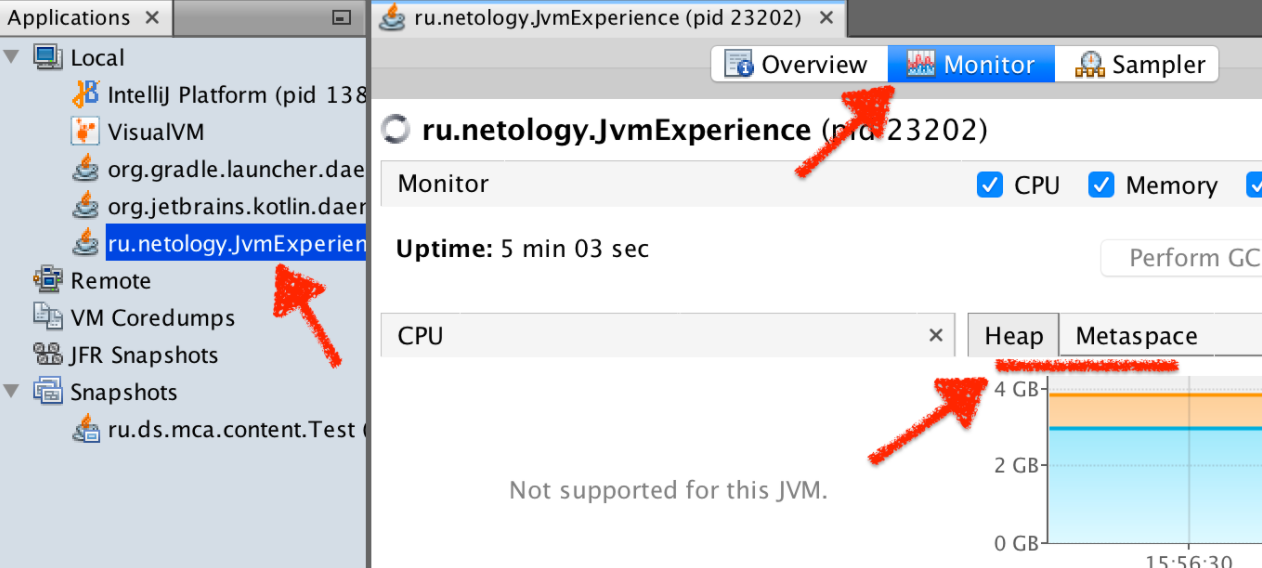 Applications
Local
IntelliJ Platform (pid 138
VisualVM
org.gradle.launcher.dae
org.jetbrains.kotlin.daer
ru.netology.JvmExperien
Remote
VM Coredumps
JFR Snapshots
Snapshots
ru.ds.mca.content.Test (
ru.netology.JvmExperience (pid 23202)
Overview
Monitor
Sampler
ru.netology.JvmExperience (pid 23202)
Monitor
CPU
Memory
Uptime: 5 min 03 sec
Perform GC
CPU
Not supported for this JVM.
Heap
Metaspace
4 GB
2 GB
0 GB
15:56:30